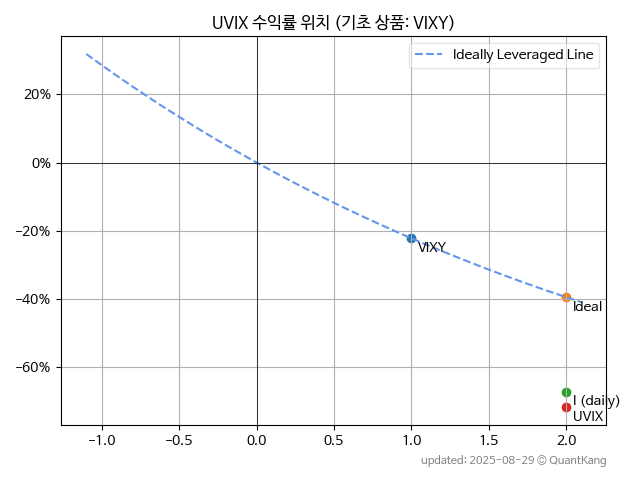 UVIX 수익률 위치 (기초 상품: VIXY)
Ideally Leveraged Line
20%
0%
−20%
−40%
−60%
VIXY
Ideal
I (daily)
UVIX
−1.0 −0.5 0.0 0.5 1.0 1.5 2.0
updated: 2025-08-29 © QuantKang